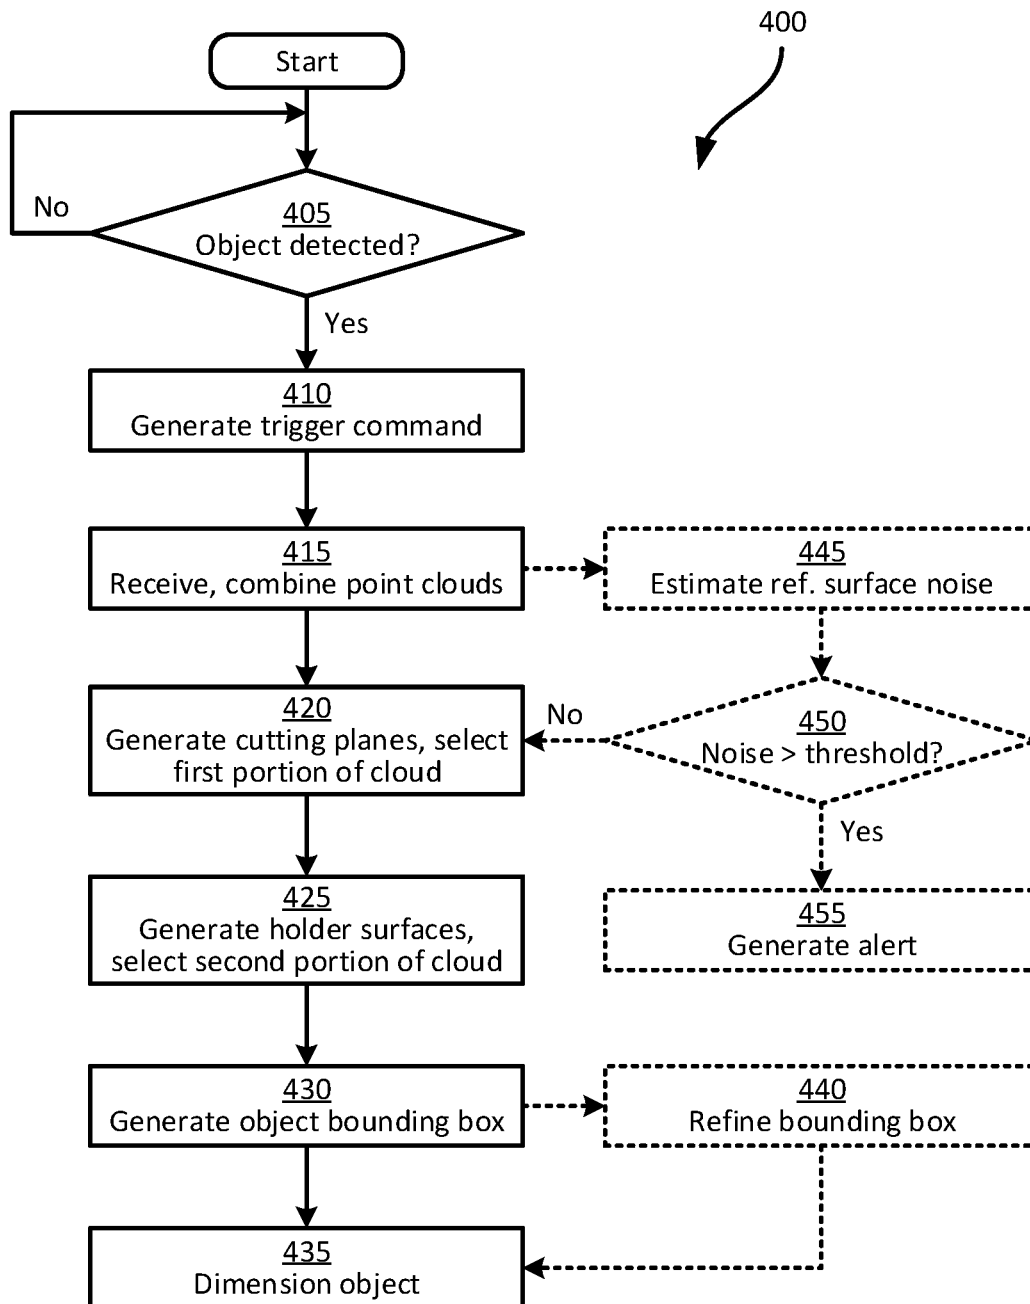 400
Start
No
405
Object detected?
Yes
410
Generate trigger command
415
Receive, combine point clouds
445
Estimate ref. surface noise
420
Generate cutting planes, select
first portion of cloud
No
450
Noise > threshold?
Yes
425
Generate holder surfaces,
select second portion of cloud
455
Generate alert
430
Generate object bounding box
440
Refine bounding box
435
Dimension object